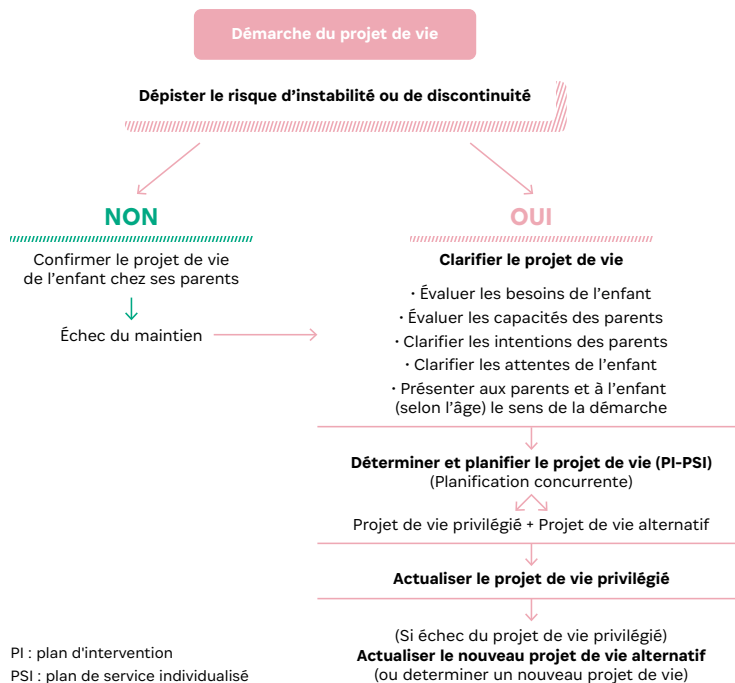 Démarche du projet de vie
Dépister le risque d'instabilité ou de discontinuité
NON
Confirmer le projet de vie
de l'enfant chez ses parents
Échec du maintien
OUI
Clarifier le projet de vie
· Évaluer les besoins de l'enfant
· Évaluer les capacités des parents
· Clarifier les intentions des parents
· Clarifier les attentes de l'enfant
· Présenter aux parents et à l'enfant
(selon l'âge) le sens de la démarche
Déterminer et planifier le projet de vie (PI-PSI)
(Planification concurrente)
Projet de vie privilégié + Projet de vie alternatif
Actualiser le projet de vie privilégié
(Si échec du projet de vie privilégié)
Actualiser le nouveau projet de vie alternatif
(ou determiner un nouveau projet de vie)
PI : plan d'intervention
PSI : plan de service individualisé